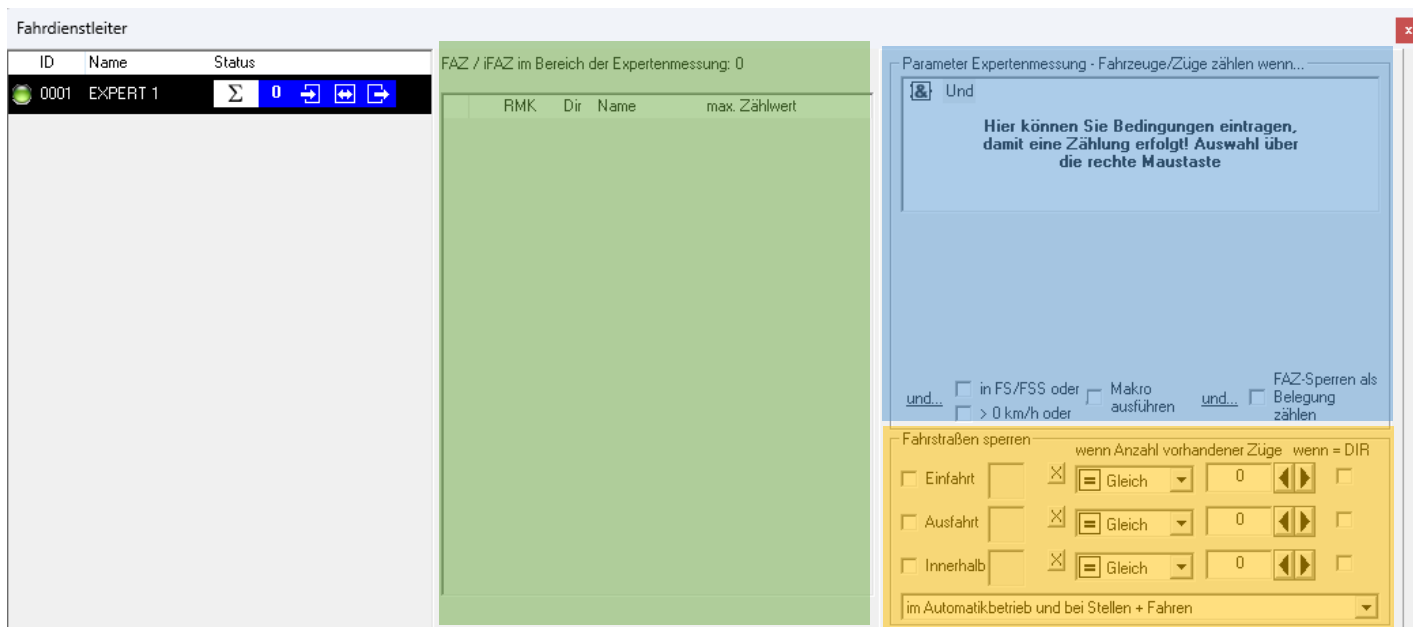 Fahrdienstleiter
x
ID Name Status
0001 EXPERT 1 Σ 0
FAZ / iFAZ im Bereich der Expertenmessung: 0
RMK Dir Name max. Zählwert
Parameter Expertenmessung - Fahrzeuge/Züge zählen wenn...
& Und
Hier können Sie Bedingungen eintragen,
damit eine Zählung erfolgt! Auswahl über
die rechte Maustaste
und...
in FS/FSS oder
> 0 km/h oder
Makro
ausführen
und...
FAZ-Sperren als
Belegung
zählen
Fahrstraßen sperren
wenn Anzahl vorhandener Züge wenn = DIR
Einfahrt X = Gleich 0
Ausfahrt X = Gleich 0
Innerhalb X = Gleich 0
im Automatikbetrieb und bei Stellen + Fahren